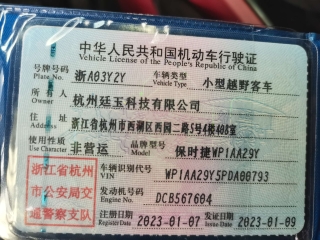 中华人民共和国机动车行驶证
Vehicle License of the People's Republic of China
号牌号码 浙A03Y2Y 车辆类型 小型越野客车
Plate No. Vehicle Type
所有人 杭州廷玉科技有限公司
Owner
住址 浙江省杭州市西湖区西园二路5号4楼408室
Address
使用性质 非营运 品牌型号 保时捷WP1AA29Y
Use Character Model
浙江省杭州
市公安局交
通警察支队
车辆识别代号 WP1AA29Y5PDA00793
VIN
发动机号码 DCB567604
Engine No.
注册日期 2023-01-07 发证日期 2023-01-09
Register Date Issue Date